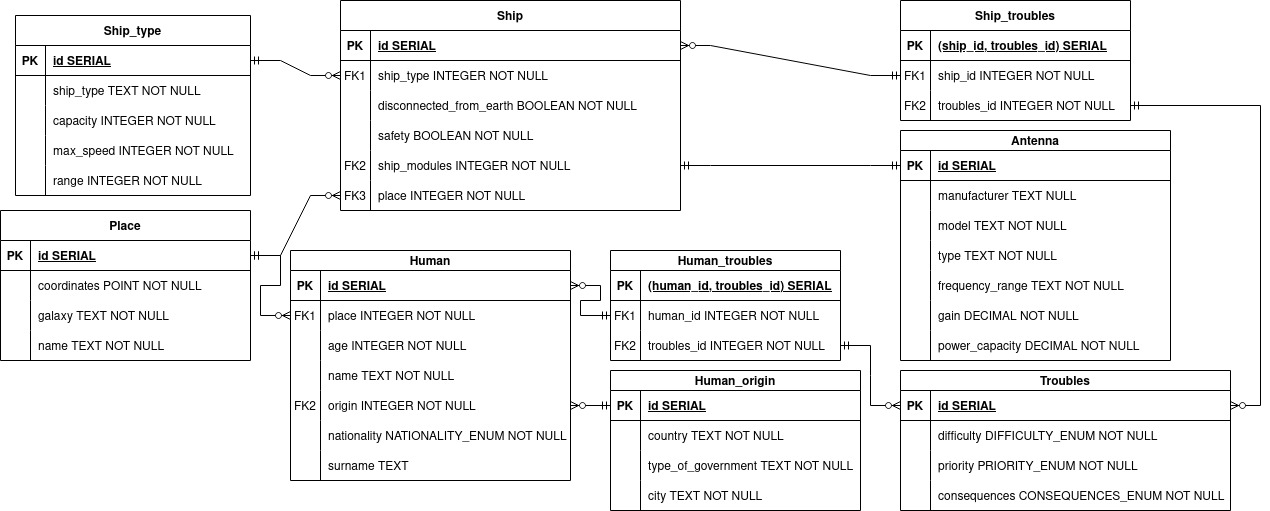 Ship_type
PK id SERIAL
ship_type TEXT NOT NULL
capacity INTEGER NOT NULL
max_speed INTEGER NOT NULL
range INTEGER NOT NULL
Ship
PK id SERIAL
FK1 ship_type INTEGER NOT NULL
disconnected_from_earth BOOLEAN NOT NULL
safety BOOLEAN NOT NULL
FK2 ship_modules INTEGER NOT NULL
FK3 place INTEGER NOT NULL
Ship_troubles
PK (ship_id, troubles_id) SERIAL
FK1 ship_id INTEGER NOT NULL
FK2 troubles_id INTEGER NOT NULL
Antenna
PK id SERIAL
manufacturer TEXT NULL
model TEXT NOT NULL
type TEXT NOT NULL
frequency_range TEXT NOT NULL
gain DECIMAL NOT NULL
power_capacity DECIMAL NOT NULL
Place
PK id SERIAL
coordinates POINT NOT NULL
galaxy TEXT NOT NULL
name TEXT NOT NULL
Human
PK id SERIAL
FK1 place INTEGER NOT NULL
age INTEGER NOT NULL
name TEXT NOT NULL
FK2 origin INTEGER NOT NULL
nationality NATIONALITY_ENUM NOT NULL
surname TEXT
Human_troubles
PK (human_id, troubles_id) SERIAL
FK1 human_id INTEGER NOT NULL
FK2 troubles_id INTEGER NOT NULL
Human_origin
PK id SERIAL
country TEXT NOT NULL
type_of_government TEXT NOT NULL
city TEXT NOT NULL
Troubles
PK id SERIAL
difficulty DIFFICULTY_ENUM NOT NULL
priority PRIORITY_ENUM NOT NULL
consequences CONSEQUENCES_ENUM NOT NULL